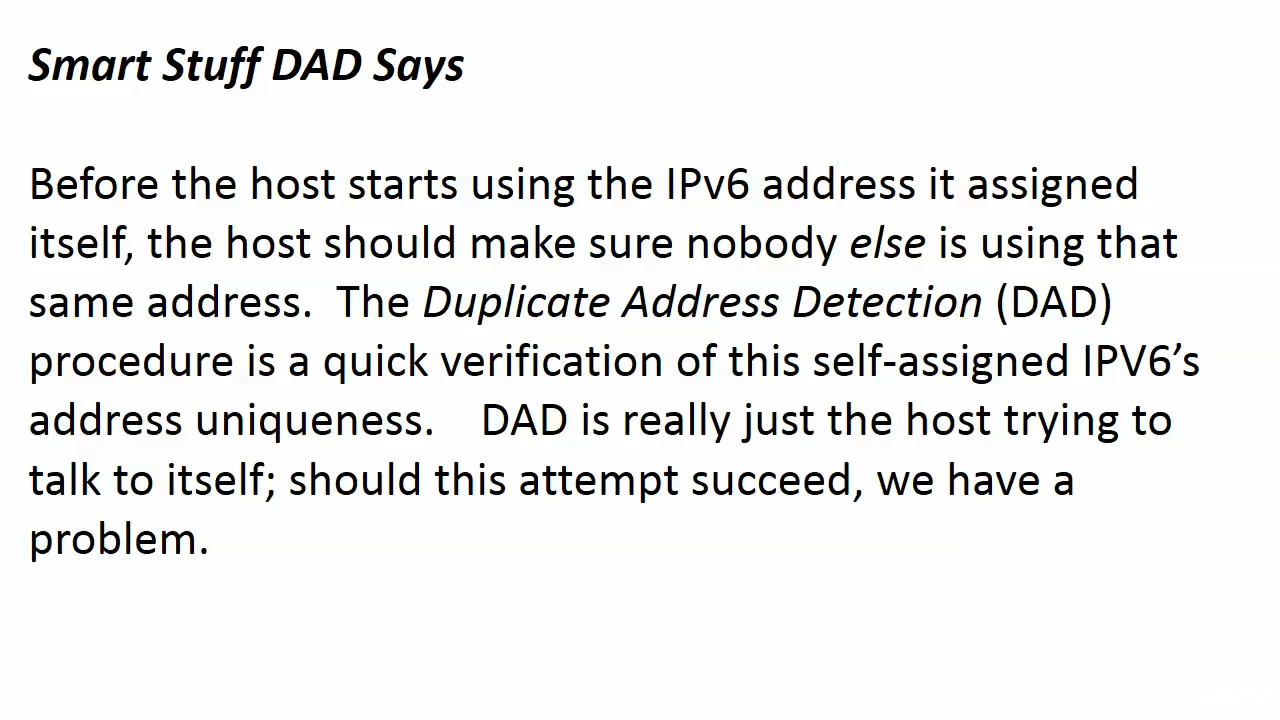 Smart Stuff DAD Says
Before the host starts using the IPv6 address it assigned
itself, the host should make sure nobody else is using that
same address.  The Duplicate Address Detection (DAD)
procedure is a quick verification of this self-assigned IPV6’s
address uniqueness.    DAD is really just the host trying to
talk to itself; should this attempt succeed, we have a
problem.